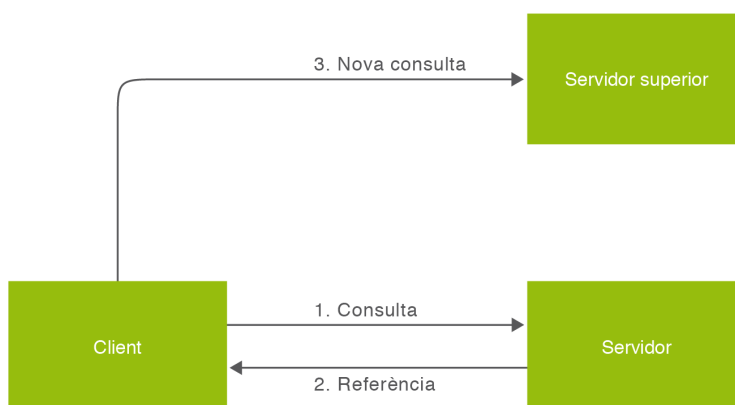 3. Nova consulta
Servidor superior
1. Consulta
Client
Servidor
2. Referència